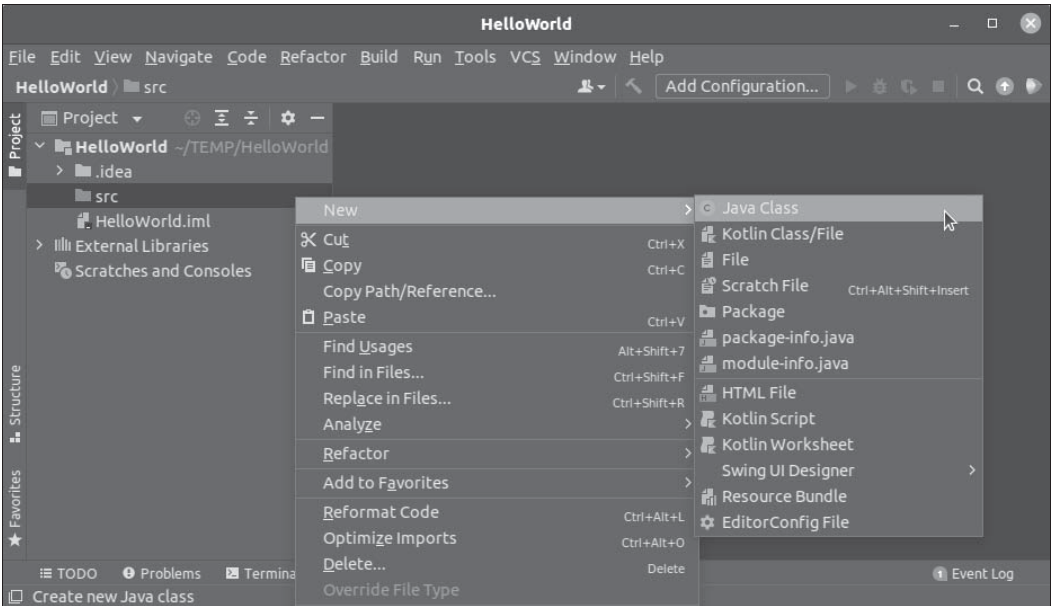 HelloWorld
File Edit View Navigate Code Refactor Build Run Tools VCS Window Help
HelloWorld src
Add Configuration...
Project
Project
HelloWorld ~/TEMP/HelloWorld
.idea
src
HelloWorld.iml
External Libraries
Scratches and Consoles
New
Cut Ctrl+X
Copy Ctrl+C
Copy Path/Reference...
Paste Ctrl+V
Find Usages Alt+Shift+7
Find in Files... Ctrl+Shift+F
Replace in Files... Ctrl+Shift+R
Analyze
Refactor
Add to Favorites
Reformat Code Ctrl+Alt+L
Optimize Imports Ctrl+Alt+O
Delete... Delete
Override File Type
Java Class
Kotlin Class/File
File
Scratch File Ctrl+Alt+Shift+Insert
Package
package-info.java
module-info.java
HTML File
Kotlin Script
Kotlin Worksheet
Swing UI Designer
Resource Bundle
EditorConfig File
Structure
Favorites
TODO Problems Termina
1 Event Log
Create new Java class